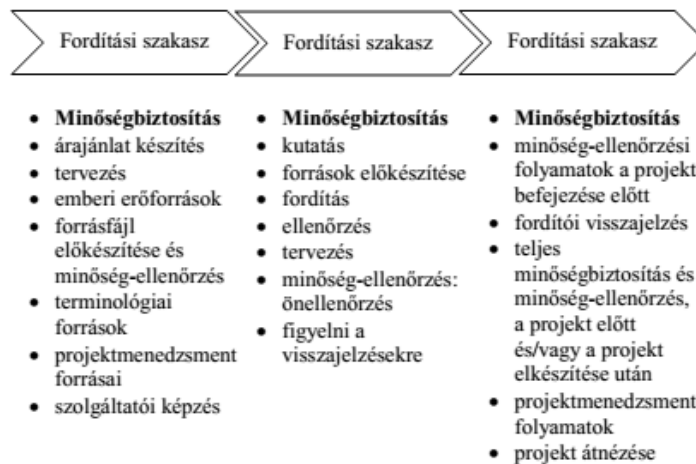 Fordítási szakasz
Fordítási szakasz
Fordítási szakasz
• Minőségbiztosítás
• árajánlat készítés
• tervezés
• emberi erőforrások
• forrásfájl
előkészítése és
minőség-ellenőrzés
• terminológiai
források
• projektmenedzsment
forrásai
• szolgáltatói képzés
• Minőségbiztosítás
• kutatás
• források előkészítése
• fordítás
• ellenőrzés
• tervezés
• minőség-ellenőrzés:
önellenőrzés
• figyelni a
visszajelzésekre
• Minőségbiztosítás
• minőség-ellenőrzési
folyamatok a projekt
befejezése előtt
• fordítói visszajelzés
• teljes
minőségbiztosítás és
minőség-ellenőrzés,
a projekt előtt
és/vagy a projekt
elkészítése után
• projektmenedzsment
folyamatok
• projekt átnézése